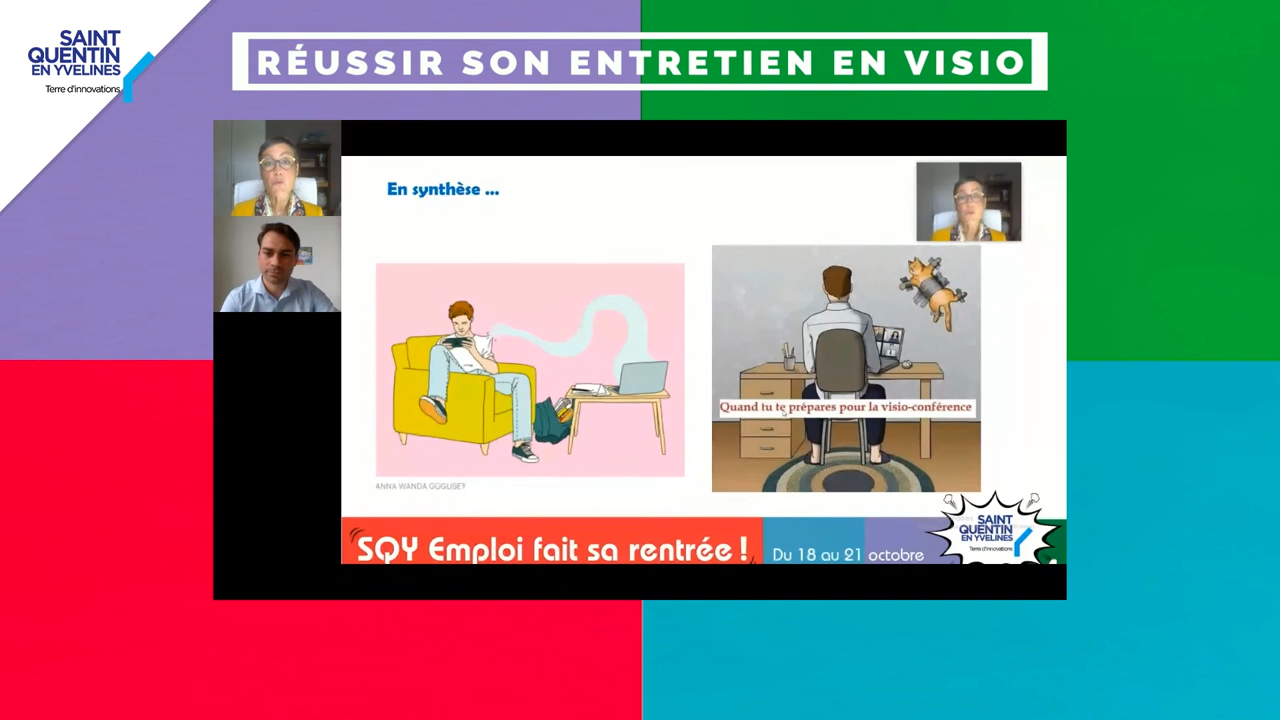 SAINT
QUENTIN
EN YVELINES
Terre d'innovations
RÉUSSIR SON ENTRETIEN EN VISIO
En synthèse ...
Quand tu te prépares pour la visio-conférence
ANNA WANDA GOGUSEY
SQY Emploi fait sa rentrée !
Du 18 au 21 octobre
SAINT
QUENTIN
EN YVELINES
Terre d'innovations